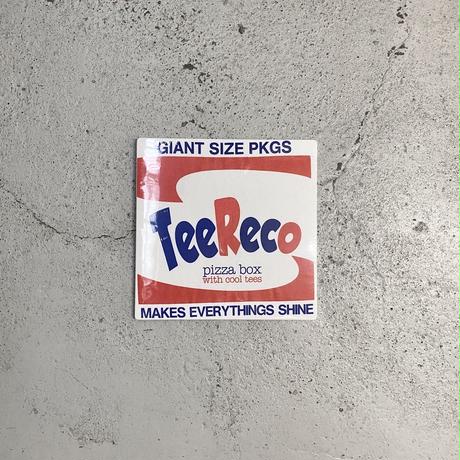 GIANT SIZE PKGS
TeeReco
pizza box
with cool tees
MAKES EVERYTHINGS SHINE